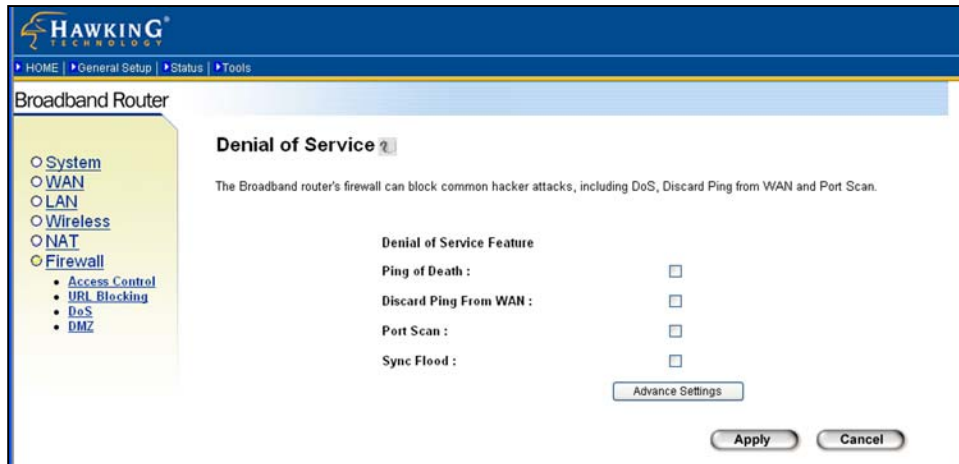 HAWKING®
TECHNOLOGY
HOME | General Setup | Status | Tools
Broadband Router
System
WAN
LAN
Wireless
NAT
Firewall
Access Control
URL Blocking
DoS
DMZ
Denial of Service ?
The Broadband router's firewall can block common hacker attacks, including DoS, Discard Ping from WAN and Port Scan.
Denial of Service Feature
Ping of Death :
Discard Ping From WAN :
Port Scan :
Sync Flood :
Advance Settings
Apply
Cancel